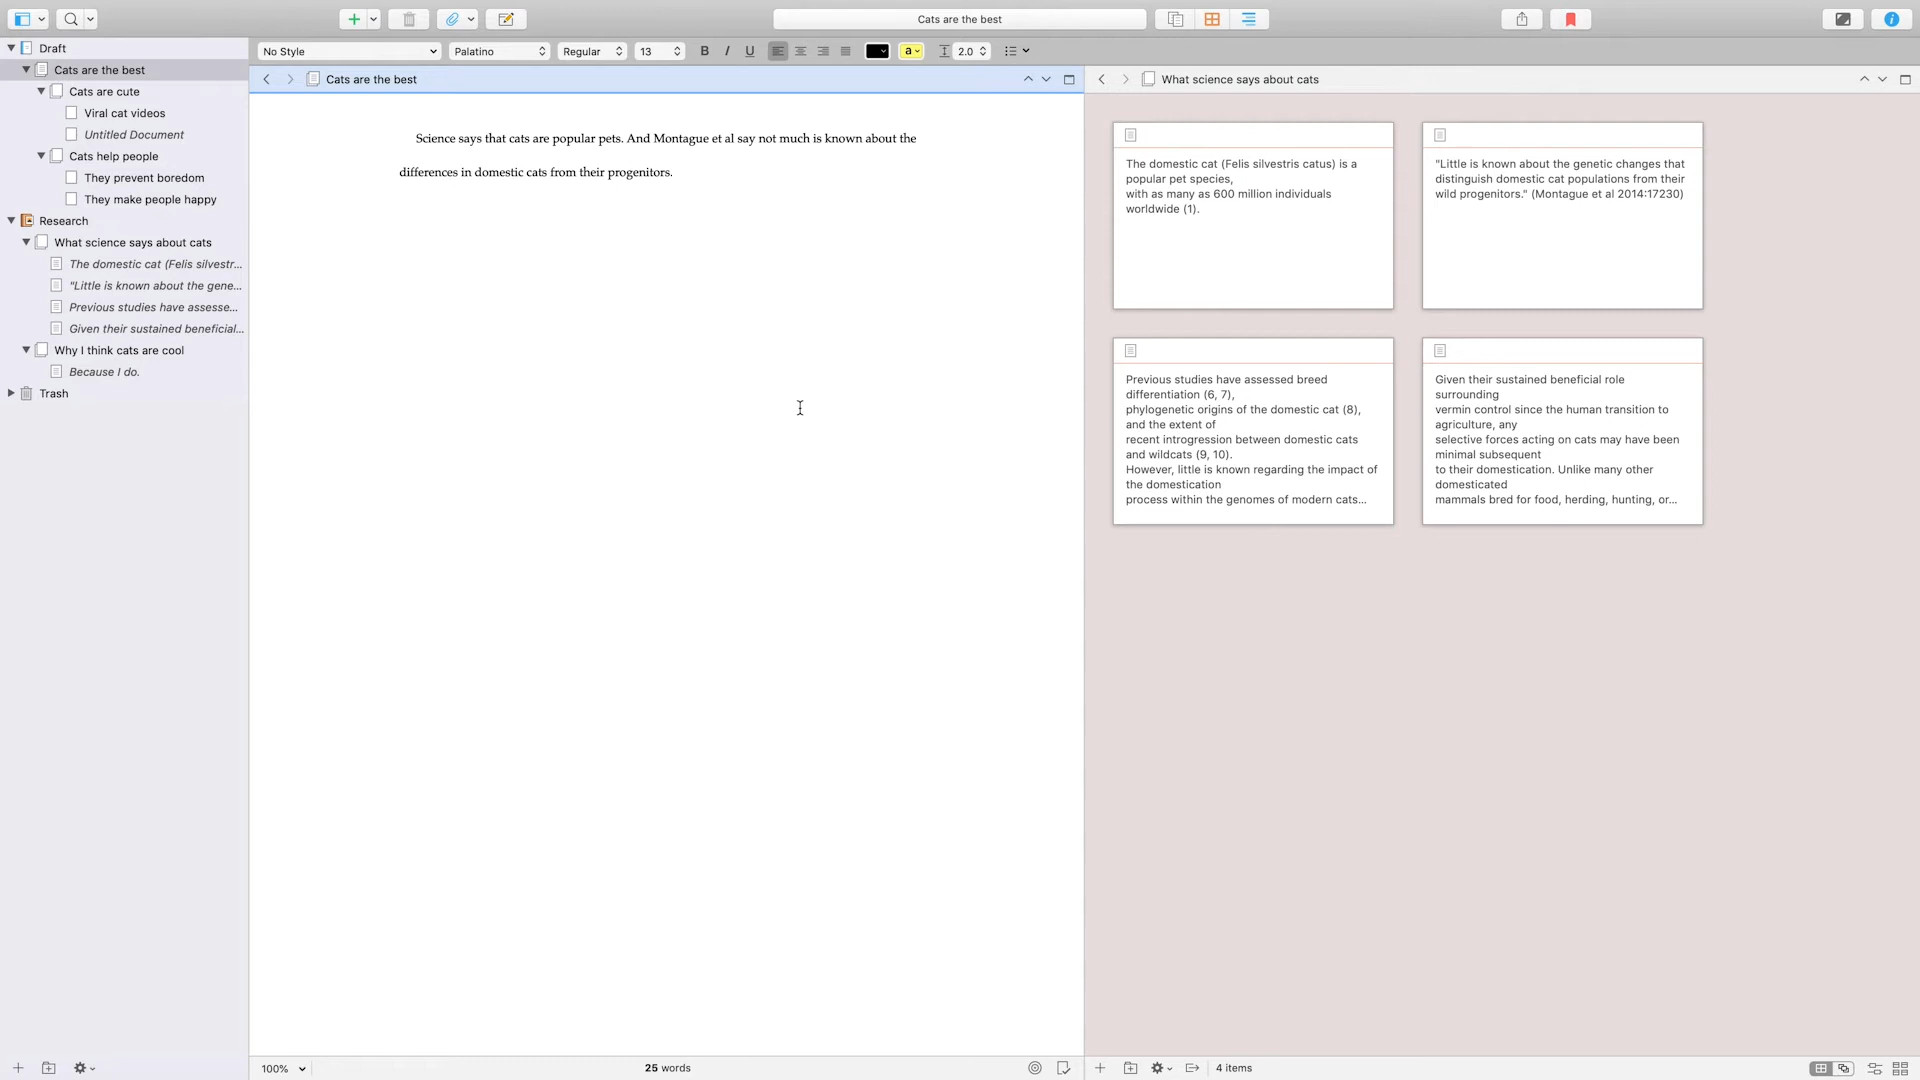 Cats are the best
Draft
Cats are the best
Cats are cute
Viral cat videos
Untitled Document
Cats help people
They prevent boredom
They make people happy
Research
What science says about cats
The domestic cat (Felis silvestr...
"Little is known about the gene...
Previous studies have assesse...
Given their sustained beneficial...
Why I think cats are cool
Because I do.
Trash
No Style
Palatino
Regular
13
B I U
a
2.0
Cats are the best
Science says that cats are popular pets. And Montague et al say not much is known about the
differences in domestic cats from their progenitors.
100%
25 words
What science says about cats
The domestic cat (Felis silvestris catus) is a
popular pet species,
with as many as 600 million individuals
worldwide (1).
"Little is known about the genetic changes that
distinguish domestic cat populations from their
wild progenitors." (Montague et al 2014:17230)
Previous studies have assessed breed
differentiation (6, 7),
phylogenetic origins of the domestic cat (8),
and the extent of
recent introgression between domestic cats
and wildcats (9, 10).
However, little is known regarding the impact of
the domestication
process within the genomes of modern cats...
Given their sustained beneficial role
surrounding
vermin control since the human transition to
agriculture, any
selective forces acting on cats may have been
minimal subsequent
to their domestication. Unlike many other
domesticated
mammals bred for food, herding, hunting, or...
4 items